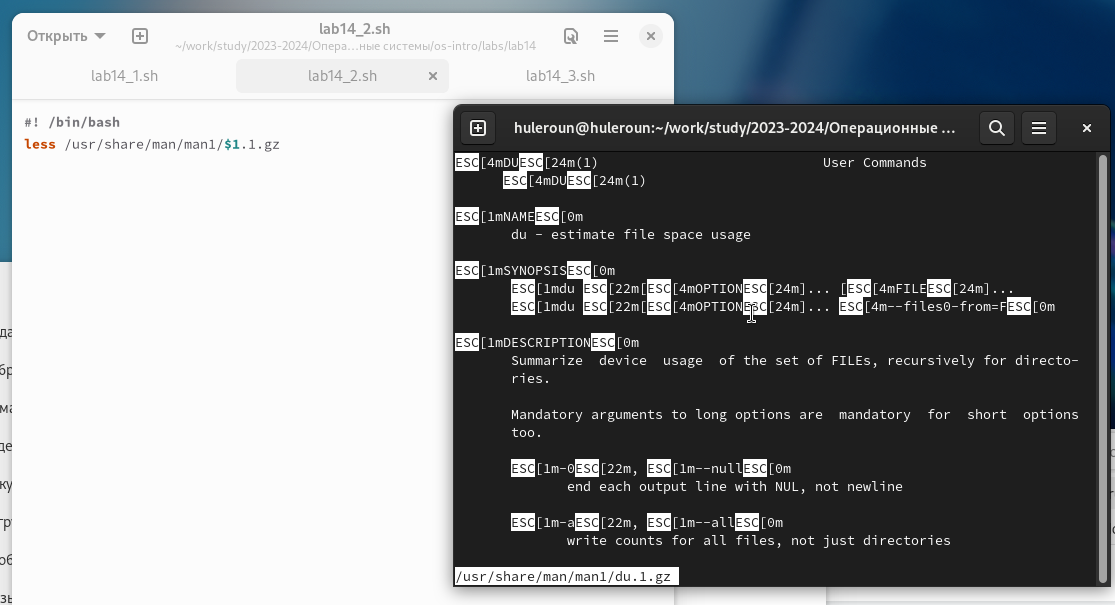 Открыть
lab14_2.sh
~/work/study/2023-2024/Опера…ные системы/os-intro/labs/lab14
lab14_1.sh
lab14_2.sh
lab14_3.sh
#! /bin/bash
less /usr/share/man/man1/$1.1.gz
huleroun@huleroun:~/work/study/2023-2024/Операционные ...
ESC[4mDUESC[24m(1) User Commands
ESC[4mDUESC[24m(1)
ESC[1mNAMEESC[0m
du - estimate file space usage
ESC[1mSYNOPSISESC[0m
ESC[1mdu ESC[22m[ESC[4mOPTIONESC[24m]... [ESC[4mFILEESC[24m]...
ESC[1mdu ESC[22m[ESC[4mOPTIONESC[24m]... ESC[4m--files0-from=FESC[0m
ESC[1mDESCRIPTIONESC[0m
Summarize device usage of the set of FILEs, recursively for directo-
ries.
Mandatory arguments to long options are mandatory for short options
too.
ESC[1m-0ESC[22m, ESC[1m--nullESC[0m
end each output line with NUL, not newline
ESC[1m-aESC[22m, ESC[1m--allESC[0m
write counts for all files, not just directories
/usr/share/man/man1/du.1.gz